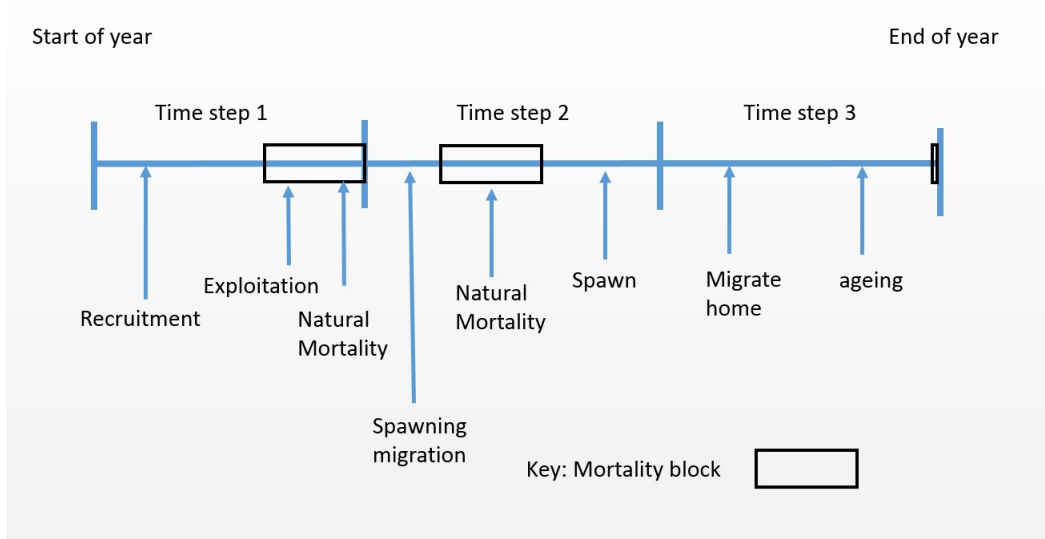 Start of year
End of year
Time step 1
Time step 2
Time step 3
Recruitment
Exploitation
Natural
Mortality
Spawning
migration
Natural
Mortality
Spawn
Migrate
home
ageing
Key: Mortality block